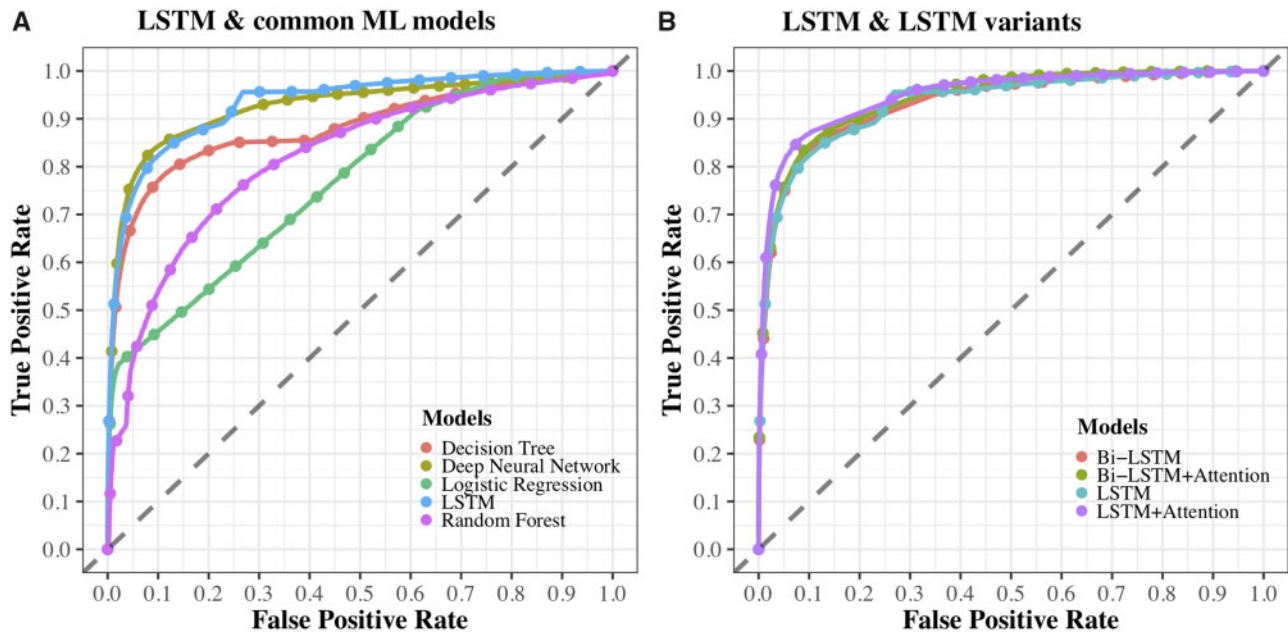 A LSTM & common ML models
True Positive Rate
1.0
0.9
0.8
0.7
0.6
0.5
0.4
0.3
0.2
0.1
0.0
Models
Decision Tree
Deep Neural Network
Logistic Regression
LSTM
Random Forest
0.0 0.1 0.2 0.3 0.4 0.5 0.6 0.7 0.8 0.9 1.0
False Positive Rate
B LSTM & LSTM variants
True Positive Rate
1.0
0.9
0.8
0.7
0.6
0.5
0.4
0.3
0.2
0.1
0.0
Models
Bi−LSTM
Bi−LSTM+Attention
LSTM
LSTM+Attention
0.0 0.1 0.2 0.3 0.4 0.5 0.6 0.7 0.8 0.9 1.0
False Positive Rate